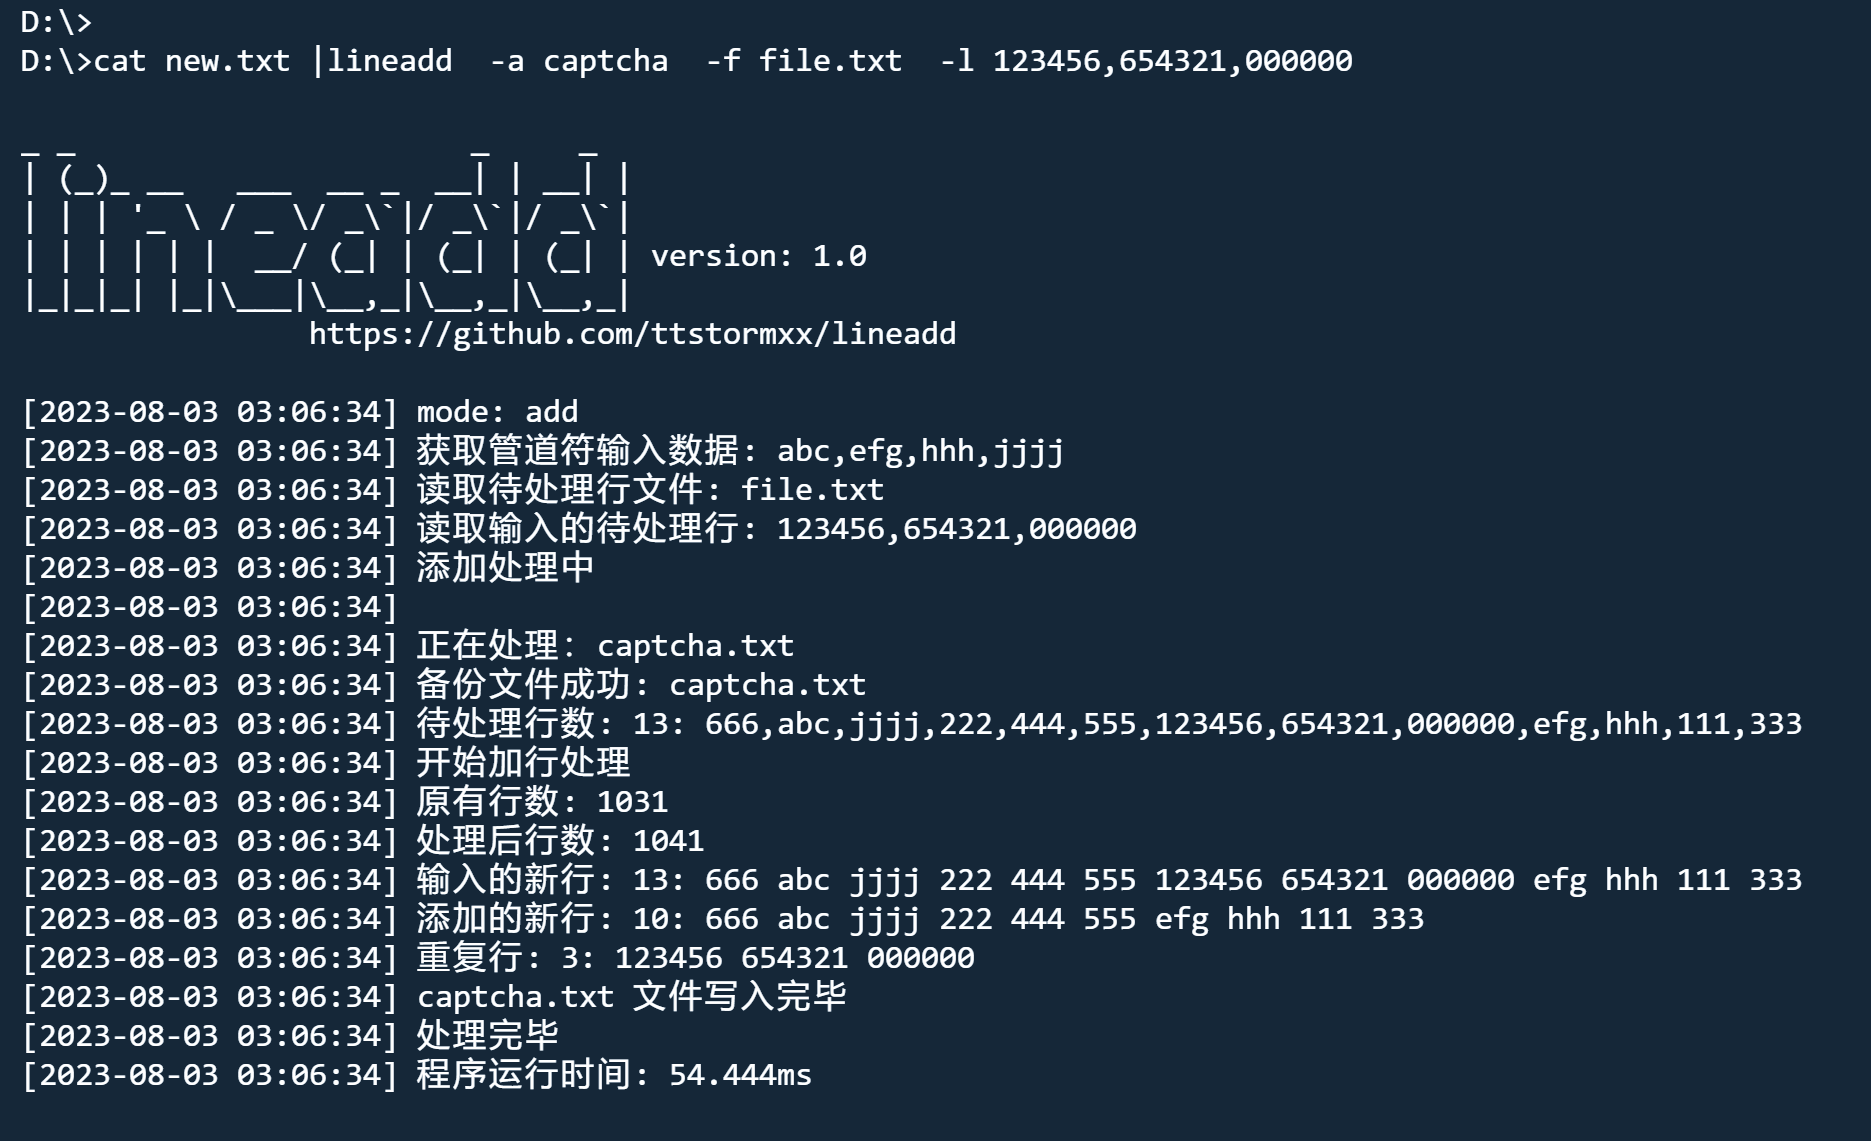 D:\>
D:\>cat new.txt |lineadd  -a captcha  -f file.txt  -l 123456,654321,000000
_ _                      _     _
| (_)_ __   ___  __ _  __| | __| |
| | | '_ \ / _ \/ _\`|/ _\`|/ _\`|
| | | | | |  __/ (_| | (_| | (_| | version: 1.0
|_|_|_| |_|\___|\__,_|\__,_|\__,_|
https://github.com/ttstormxx/lineadd
[2023-08-03 03:06:34] mode: add
[2023-08-03 03:06:34] 获取管道符输入数据: abc,efg,hhh,jjjj
[2023-08-03 03:06:34] 读取待处理行文件: file.txt
[2023-08-03 03:06:34] 读取输入的待处理行: 123456,654321,000000
[2023-08-03 03:06:34] 添加处理中
[2023-08-03 03:06:34]
[2023-08-03 03:06:34] 正在处理: captcha.txt
[2023-08-03 03:06:34] 备份文件成功: captcha.txt
[2023-08-03 03:06:34] 待处理行数: 13: 666,abc,jjjj,222,444,555,123456,654321,000000,efg,hhh,111,333
[2023-08-03 03:06:34] 开始加行处理
[2023-08-03 03:06:34] 原有行数: 1031
[2023-08-03 03:06:34] 处理后行数: 1041
[2023-08-03 03:06:34] 输入的新行: 13: 666 abc jjjj 222 444 555 123456 654321 000000 efg hhh 111 333
[2023-08-03 03:06:34] 添加的新行: 10: 666 abc jjjj 222 444 555 efg hhh 111 333
[2023-08-03 03:06:34] 重复行: 3: 123456 654321 000000
[2023-08-03 03:06:34] captcha.txt 文件写入完毕
[2023-08-03 03:06:34] 处理完毕
[2023-08-03 03:06:34] 程序运行时间: 54.444ms